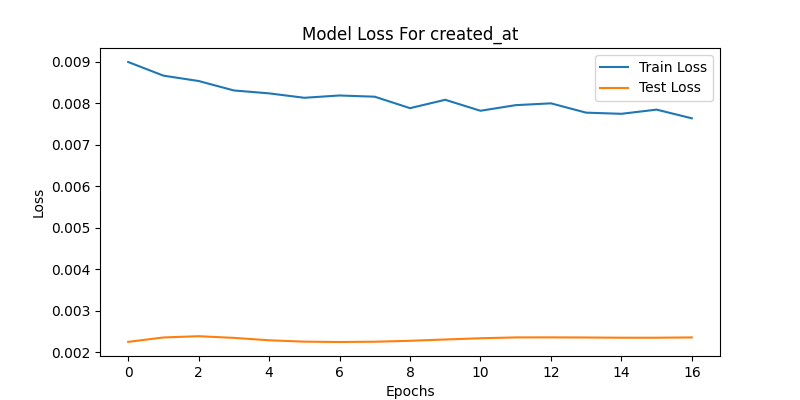 Model Loss For created_at
Train Loss
Test Loss
0.009
0.008
0.007
0.006
0.005
0.004
0.003
0.002
Loss
0 2 4 6 8 10 12 14 16
Epochs